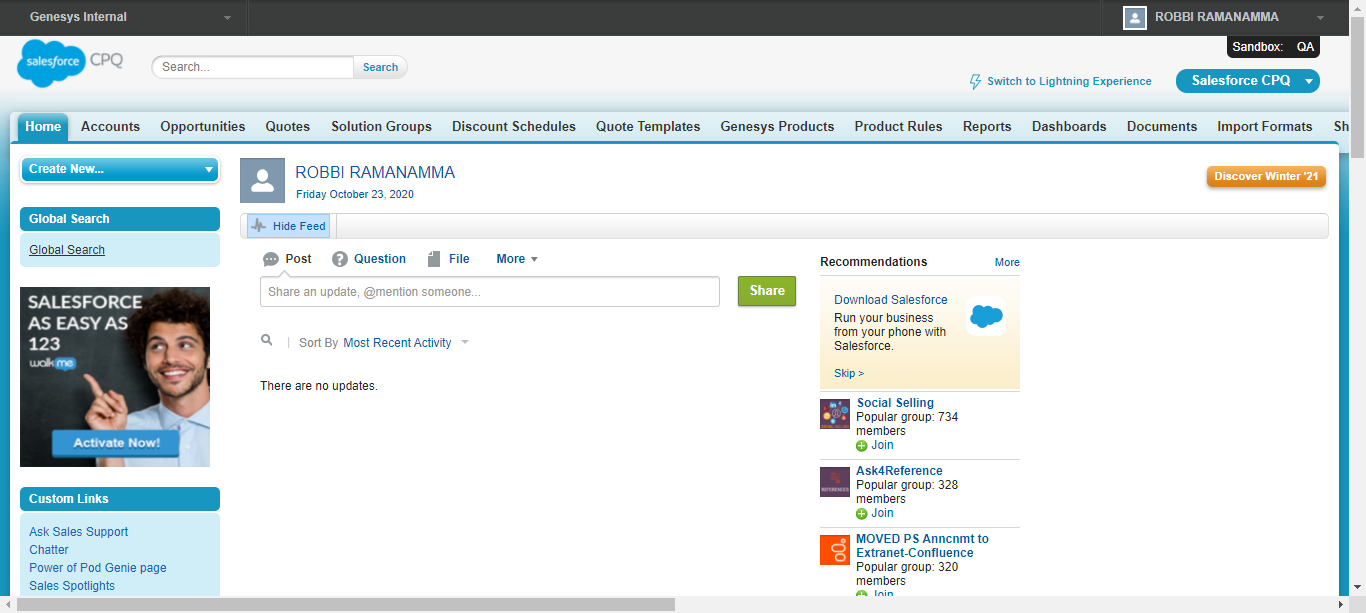 Genesys Internal
ROBBI RAMANAMMA
Sandbox: QA
salesforce CPQ
Search...
Search
Switch to Lightning Experience
Salesforce CPQ
Home Accounts Opportunities Quotes Solution Groups Discount Schedules Quote Templates Genesys Products Product Rules Reports Dashboards Documents Import Formats Sh
Create New...
ROBBI RAMANAMMA
Friday October 23, 2020
Discover Winter '21
Global Search
Global Search
Hide Feed
Post Question File More
Share an update, @mention someone...
Share
Sort By Most Recent Activity
There are no updates.
SALESFORCE
AS EASY AS
123
walkme
Activate Now!
Custom Links
Ask Sales Support
Chatter
Power of Pod Genie page
Sales Spotlights
Recommendations More
Download Salesforce
Run your business
from your phone with
Salesforce.
Skip >
Social Selling
Popular group: 734
members
Join
Ask4Reference
Popular group: 328
members
Join
MOVED PS Anncnmt to
Extranet-Confluence
Popular group: 320
members
Join